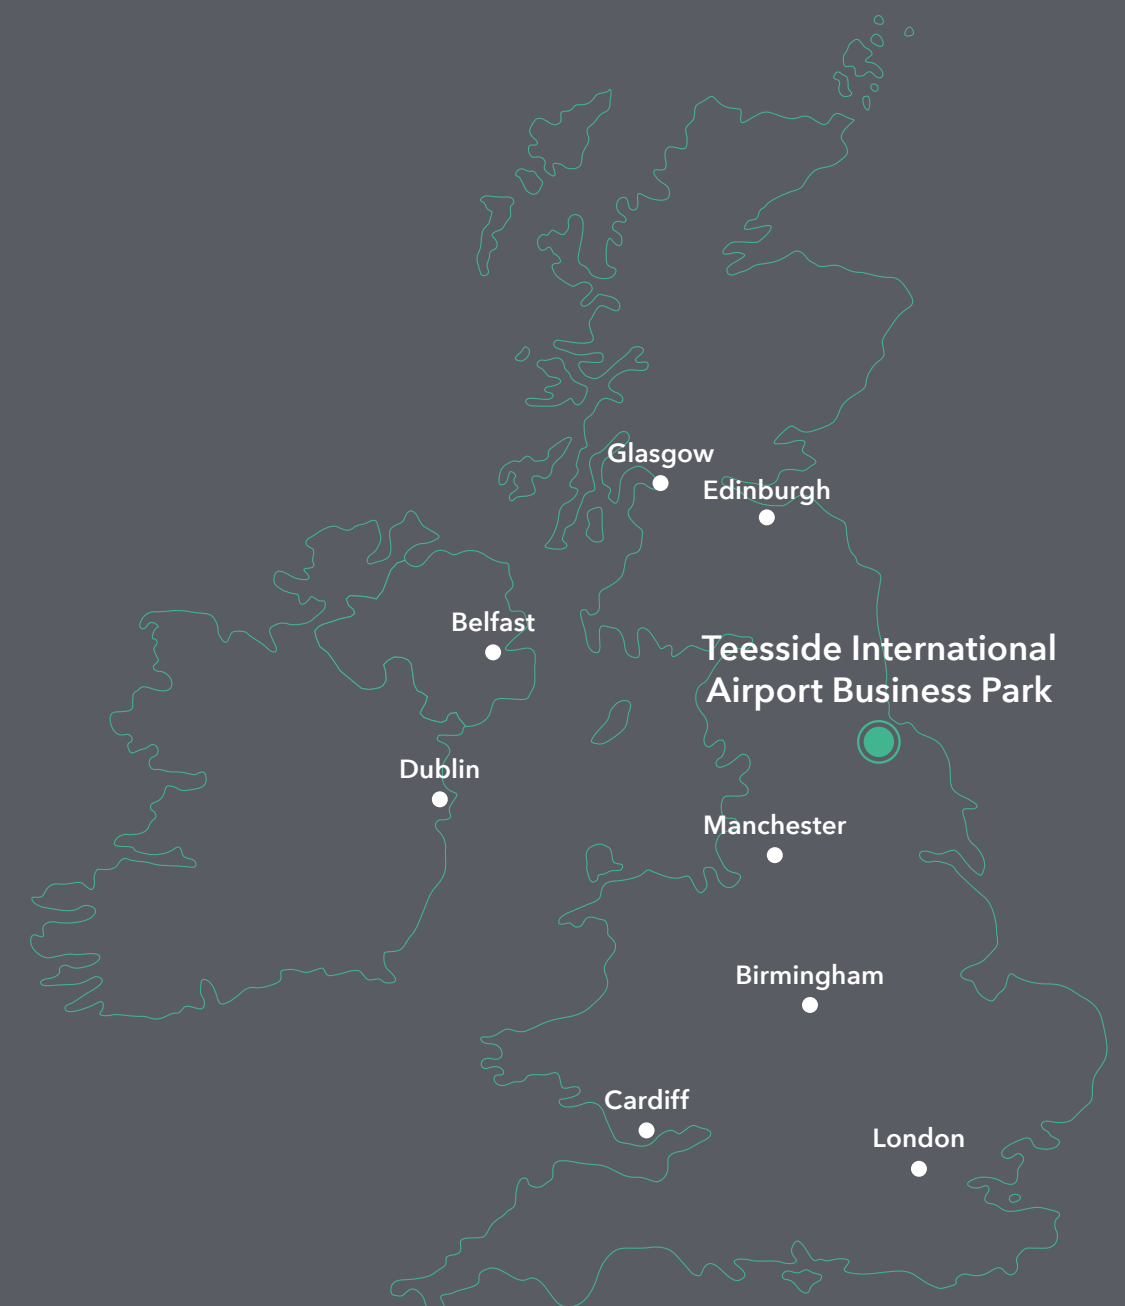 Glasgow
Edinburgh
Belfast
Teesside International
Airport Business Park
Dublin
Manchester
Birmingham
Cardiff
London